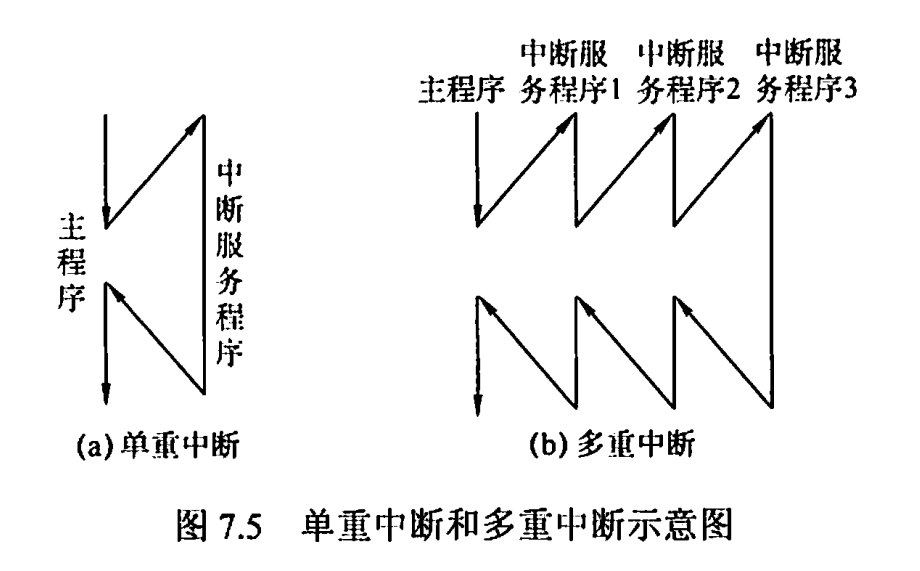 中断服 中断服 中断服
主程序 务程序1 务程序2 务程序3
主程序
中断服务程序
(a)单重中断
(b)多重中断
图 7.5 单重中断和多重中断示意图